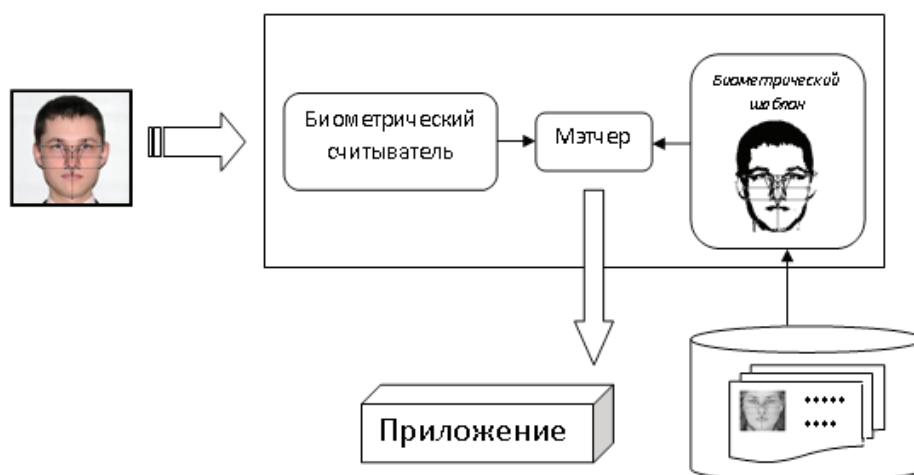 Биометрический
считыватель
Мэтчер
Биометрический
шаблон
Приложение